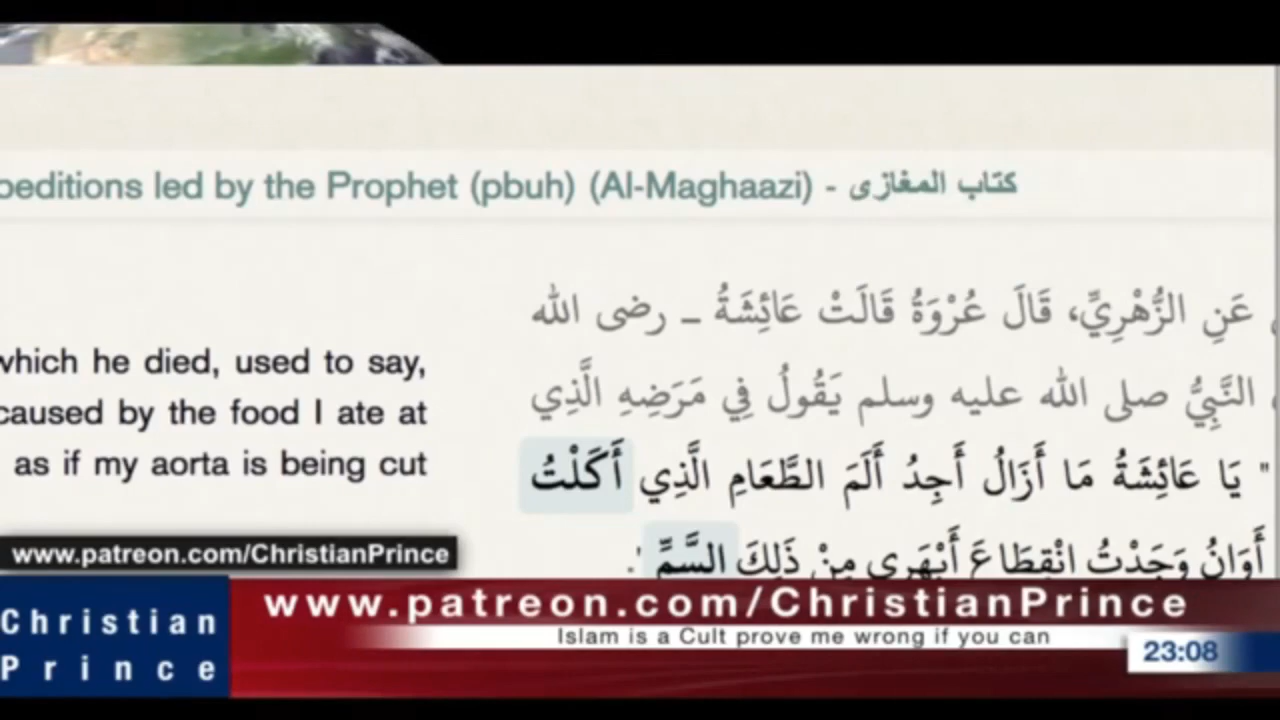 peditions led by the Prophet (pbuh) (Al-Maghaazi) - كتاب المغازى
عَنِ الزُّهْرِيِّ، قَالَ عُرْوَةُ قَالَتْ عَائِشَةُ ـ رضى الله
النَّبِيُّ صلى الله عليه وسلم يَقُولُ فِي مَرَضِهِ الَّذِي
" يَا عَائِشَةُ مَا أَزَالُ أَجِدُ أَلَمَ الطَّعَامِ الَّذِي أَكَلْتُ
أَوَانُ وَجَدْتُ انْقِطَاعَ أَبْهَرِي مِنْ ذَلِكَ السَّمِّ ".
which he died, used to say,
caused by the food I ate at
as if my aorta is being cut
www.patreon.com/ChristianPrince
www.patreon.com/ChristianPrince
Islam is a Cult prove me wrong if you can
Christian
Prince
23:08